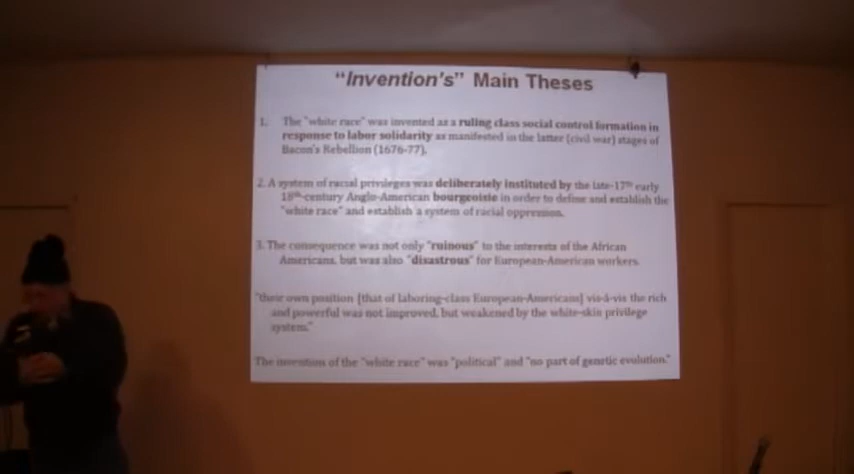 "Invention's" Main Theses
1. The "white race" was invented as a ruling class social control formation in
response to labor solidarity as manifested in the latter (civil war) stages of
Bacon's Rebellion (1676-77).
2. A system of racial privileges was deliberately instituted by the late-17th early
18th-century Anglo-American bourgeoisie in order to define and establish the
"white race" and establish a system of racial oppression.
3. The consequence was not only "ruinous" to the interests of the African
Americans, but was also "disastrous" for European-American workers.
"their own position [that of laboring-class European-Americans] vis-à-vis the rich
and powerful was not improved, but weakened by the white-skin privilege
system."
The invention of the "white race" was "political" and "no part of genetic evolution."